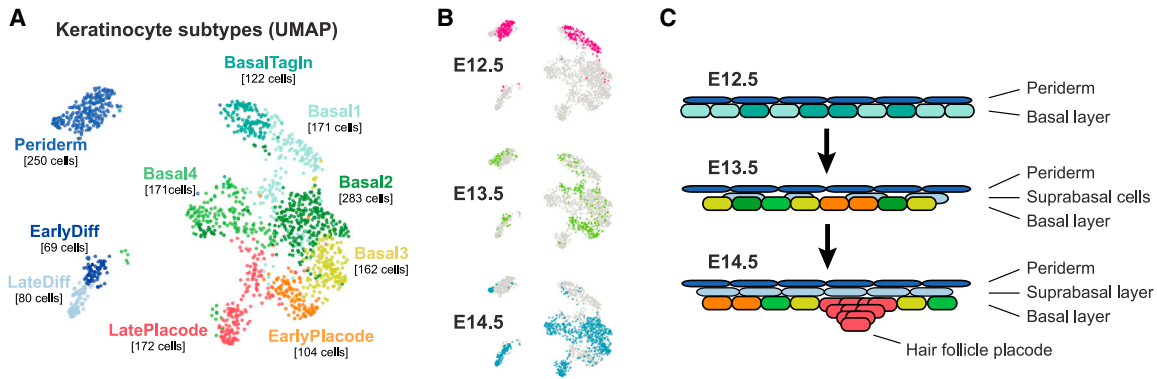 A
Keratinocyte subtypes (UMAP)
BasalTagln
[122 cells]
Basal1
[171 cells]
Periderm
[250 cells]
Basal4
[171cells]
Basal2
[283 cells]
EarlyDiff
[69 cells]
Basal3
[162 cells]
LateDiff
[80 cells]
LatePlacode
[172 cells]
EarlyPlacode
[104 cells]
B
E12.5
E13.5
E14.5
C
E12.5
Periderm
Basal layer
E13.5
Periderm
Suprabasal cells
Basal layer
E14.5
Periderm
Suprabasal layer
Basal layer
Hair follicle placode